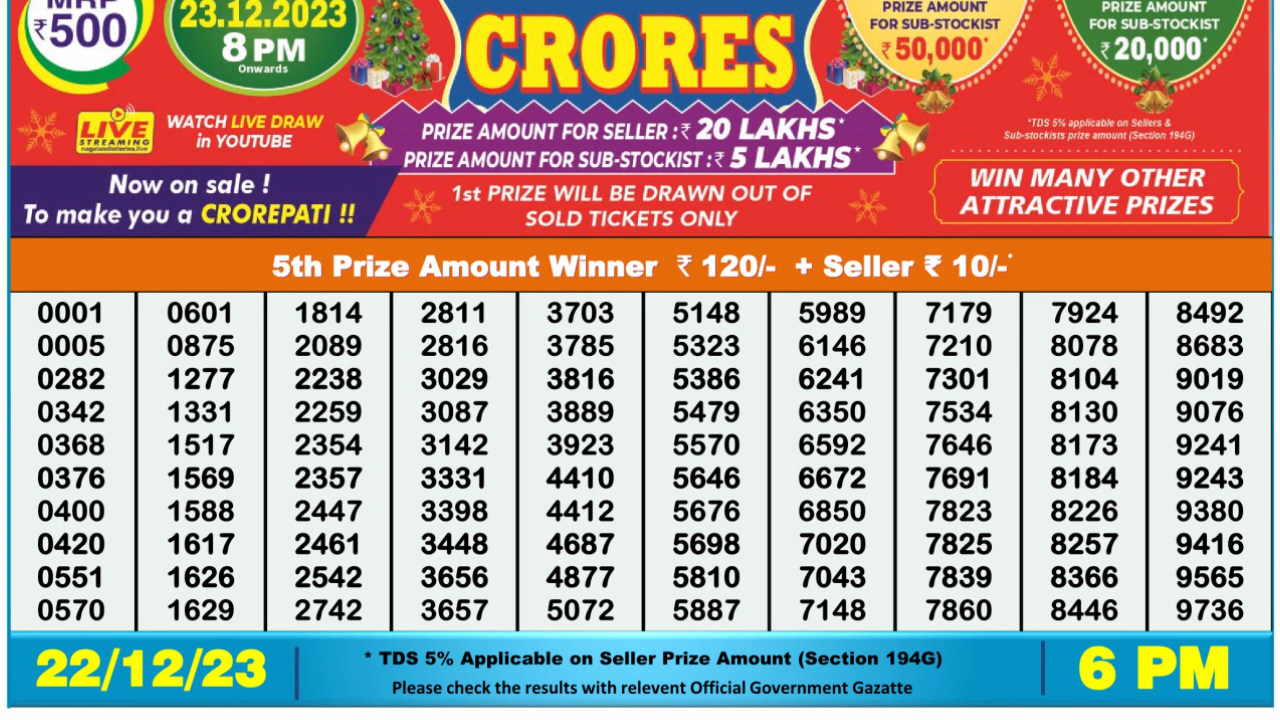 MRP
₹500
23.12.2023
8 PM
Onwards
CRORES
PRIZE AMOUNT
FOR SUB-STOCKIST
₹ 50,000*
PRIZE AMOUNT
FOR SUB-STOCKIST
₹ 20,000*
LIVE
STREAMING
nagalandlotteries.live
WATCH LIVE DRAW
in YOUTUBE
PRIZE AMOUNT FOR SELLER :₹ 20 LAKHS*
PRIZE AMOUNT FOR SUB-STOCKIST :₹ 5 LAKHS*
*TDS 5% applicable on Sellers &
Sub-stockists prize amount (Section 194G)
Now on sale !
To make you a CROREPATI !!
1st PRIZE WILL BE DRAWN OUT OF
SOLD TICKETS ONLY
WIN MANY OTHER
ATTRACTIVE PRIZES
5th Prize Amount Winner ₹ 120/- + Seller ₹ 10/-*
0001 0601 1814 2811 3703 5148 5989 7179 7924 8492
0005 0875 2089 2816 3785 5323 6146 7210 8078 8683
0282 1277 2238 3029 3816 5386 6241 7301 8104 9019
0342 1331 2259 3087 3889 5479 6350 7534 8130 9076
0368 1517 2354 3142 3923 5570 6592 7646 8173 9241
0376 1569 2357 3331 4410 5646 6672 7691 8184 9243
0400 1588 2447 3398 4412 5676 6850 7823 8226 9380
0420 1617 2461 3448 4687 5698 7020 7825 8257 9416
0551 1626 2542 3656 4877 5810 7043 7839 8366 9565
0570 1629 2742 3657 5072 5887 7148 7860 8446 9736
22/12/23
* TDS 5% Applicable on Seller Prize Amount (Section 194G)
Please check the results with relevent Official Government Gazatte
6 PM